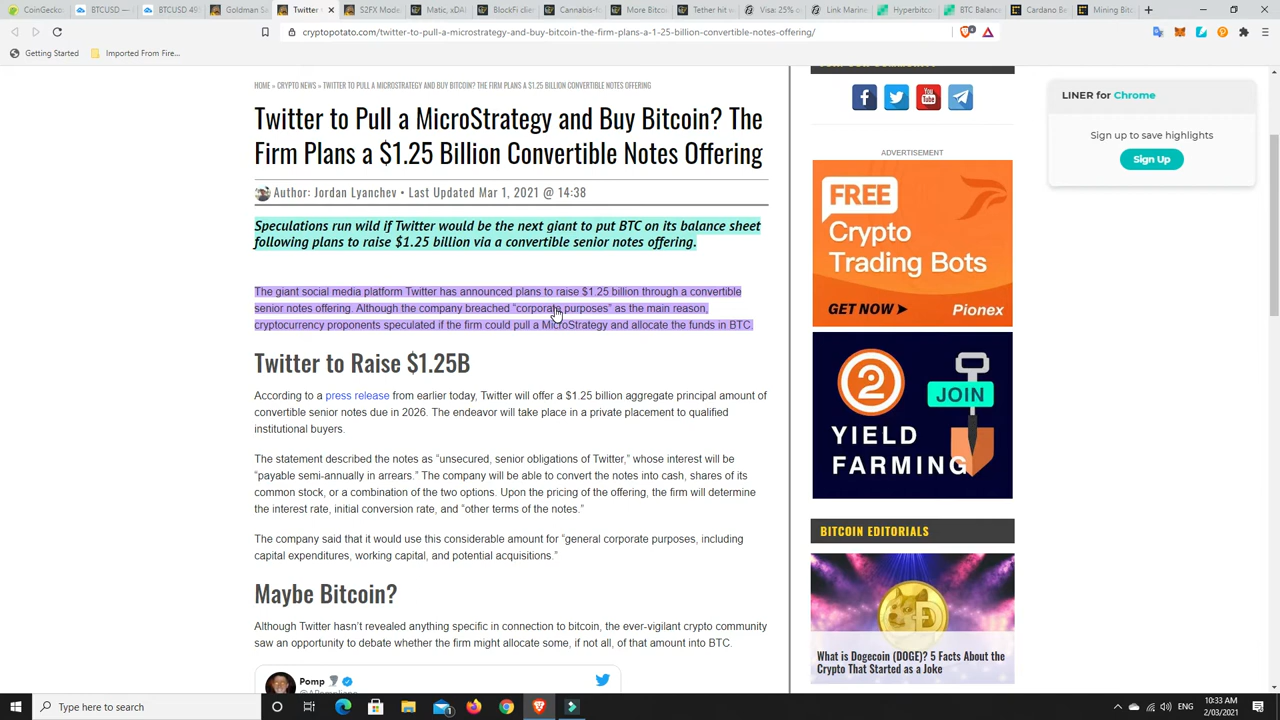 CoinGecko:
BTCUSD —
BTCUSD 49
Goldman Sa
Twitter t
S2FX Mode
Matic, xDAI
BlockFi clien
Cannabis-fo
More Bitcoi
Tether hit w
Visa: 25% o
Link Marine
Hyperbitco
BTC Balanc
Cardano Be
Mining Bitc
cryptopotato.com/twitter-to-pull-a-microstrategy-and-buy-bitcoin-the-firm-plans-a-1-25-billion-convertible-notes-offering/
Getting Started
Imported From Fire...
HOME » CRYPTO NEWS » TWITTER TO PULL A MICROSTRATEGY AND BUY BITCOIN? THE FIRM PLANS A $1.25 BILLION CONVERTIBLE NOTES OFFERING
Twitter to Pull a MicroStrategy and Buy Bitcoin? The
Firm Plans a $1.25 Billion Convertible Notes Offering
Author: Jordan Lyanchev • Last Updated Mar 1, 2021 @ 14:38
Speculations run wild if Twitter would be the next giant to put BTC on its balance sheet
following plans to raise $1.25 billion via a convertible senior notes offering.
The giant social media platform Twitter has announced plans to raise $1.25 billion through a convertible
senior notes offering. Although the company breached “corporate purposes” as the main reason,
cryptocurrency proponents speculated if the firm could pull a MicroStrategy and allocate the funds in BTC.
Twitter to Raise $1.25B
According to a press release from earlier today, Twitter will offer a $1.25 billion aggregate principal amount of
convertible senior notes due in 2026. The endeavor will take place in a private placement to qualified
institutional buyers.
The statement described the notes as “unsecured, senior obligations of Twitter,” whose interest will be
“payable semi-annually in arrears.” The company will be able to convert the notes into cash, shares of its
common stock, or a combination of the two options. Upon the pricing of the offering, the firm will determine
the interest rate, initial conversion rate, and “other terms of the notes.”
The company said that it would use this considerable amount for “general corporate purposes, including
capital expenditures, working capital, and potential acquisitions.”
Maybe Bitcoin?
Although Twitter hasn’t revealed anything specific in connection to bitcoin, the ever-vigilant crypto community
saw an opportunity to debate whether the firm might allocate some, if not all, of that amount into BTC.
Pomp
You
Tube
ADVERTISEMENT
FREE
Crypto
Trading Bots
GET NOW
Pionex
2
JOIN
YIELD
FARMING
BITCOIN EDITORIALS
What is Dogecoin (DOGE)? 5 Facts About the
Crypto That Started as a Joke
LINER for Chrome
Sign up to save highlights
Sign Up
Type here to search
ENG
10:33 AM
2/03/2021